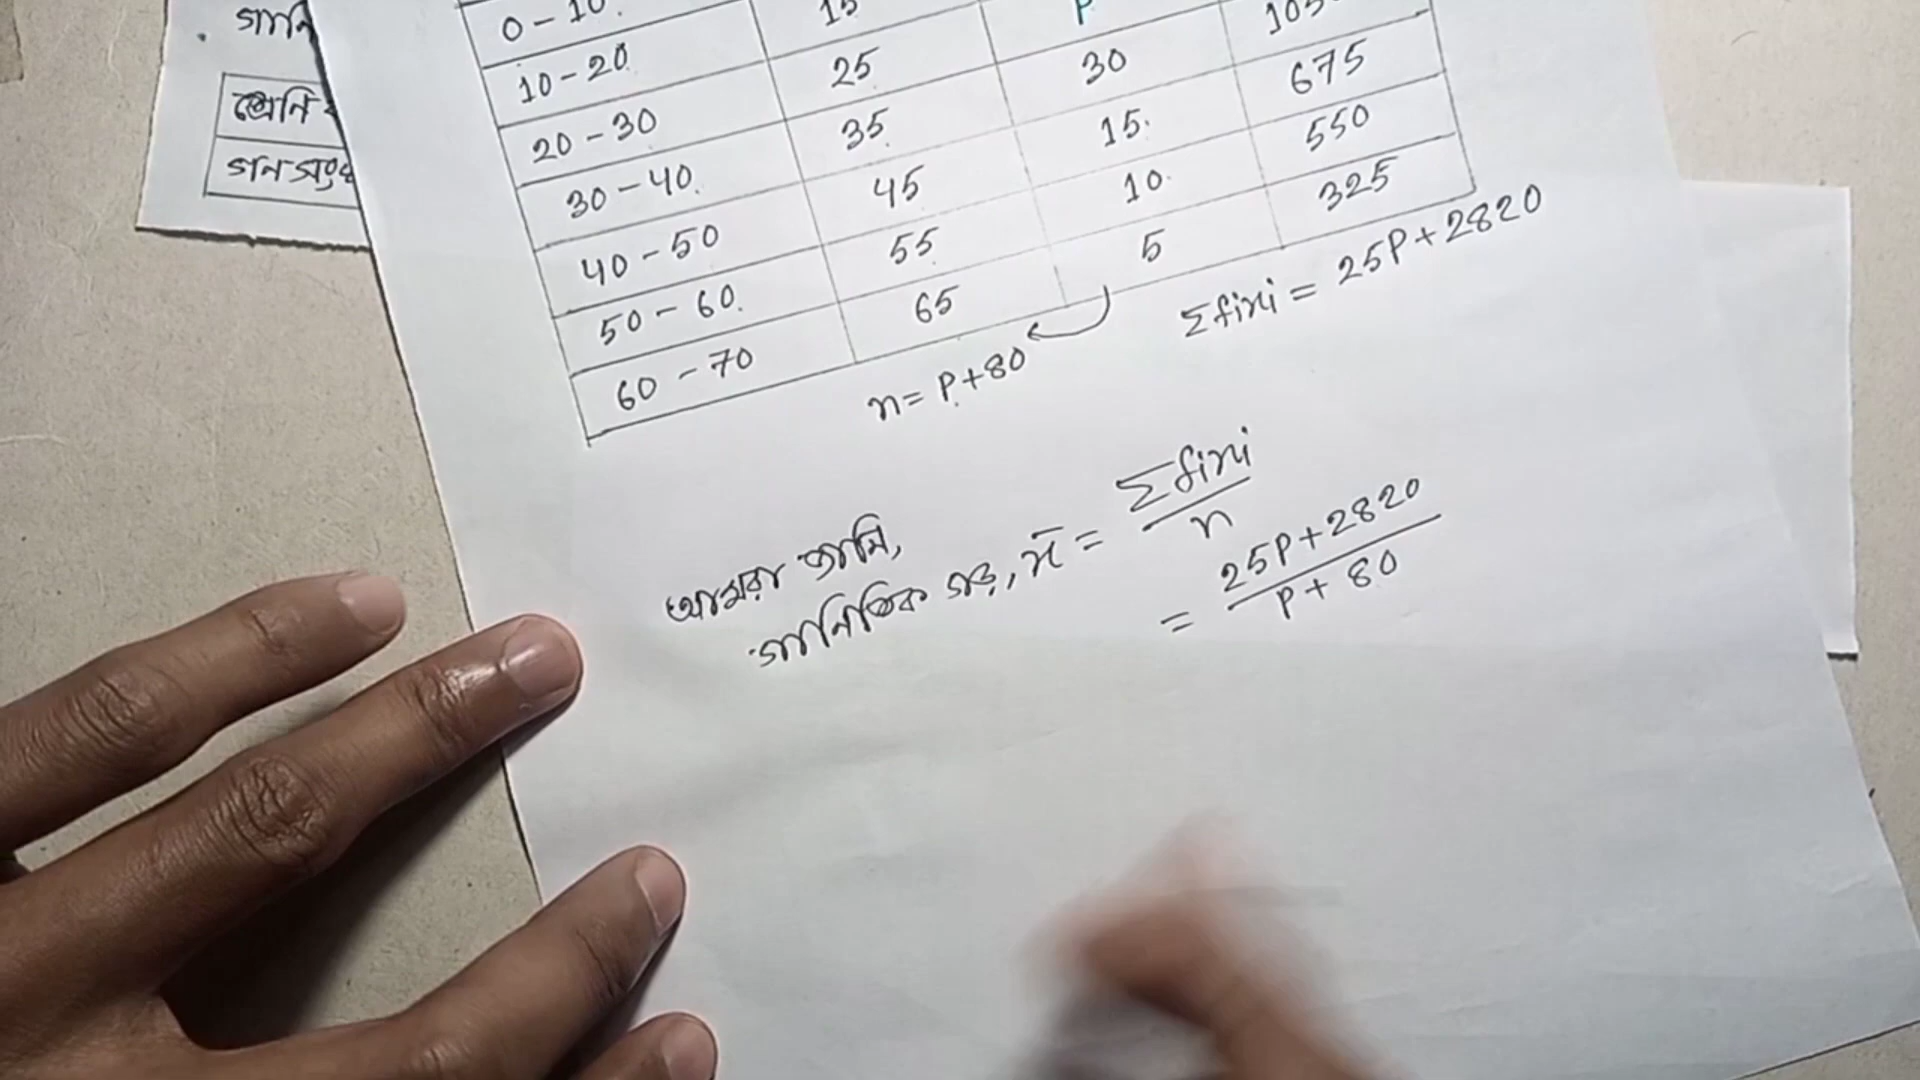 গানি
শ্রেণি ব
গনসংখ্য
0-10 15 P
10-20 25 30 105
20-30 35 15 675
30-40 45 10 550
40-50 55 5 325
50-60 65
60-70
n = P+80
Σfixi = 25P+2820
আমরা জানি,
গানিতিক গড়, x̄ = Σfixi / n
= 25P+2820 / P+80